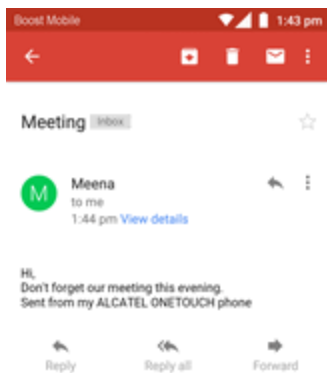 Boost Mobile 1:43 pm
Meeting Inbox
M
Meena
to me
1:44 pm View details
Hi,
Don't forget our meeting this evening.
Sent from my ALCATEL ONETOUCH phone
Reply Reply all Forward